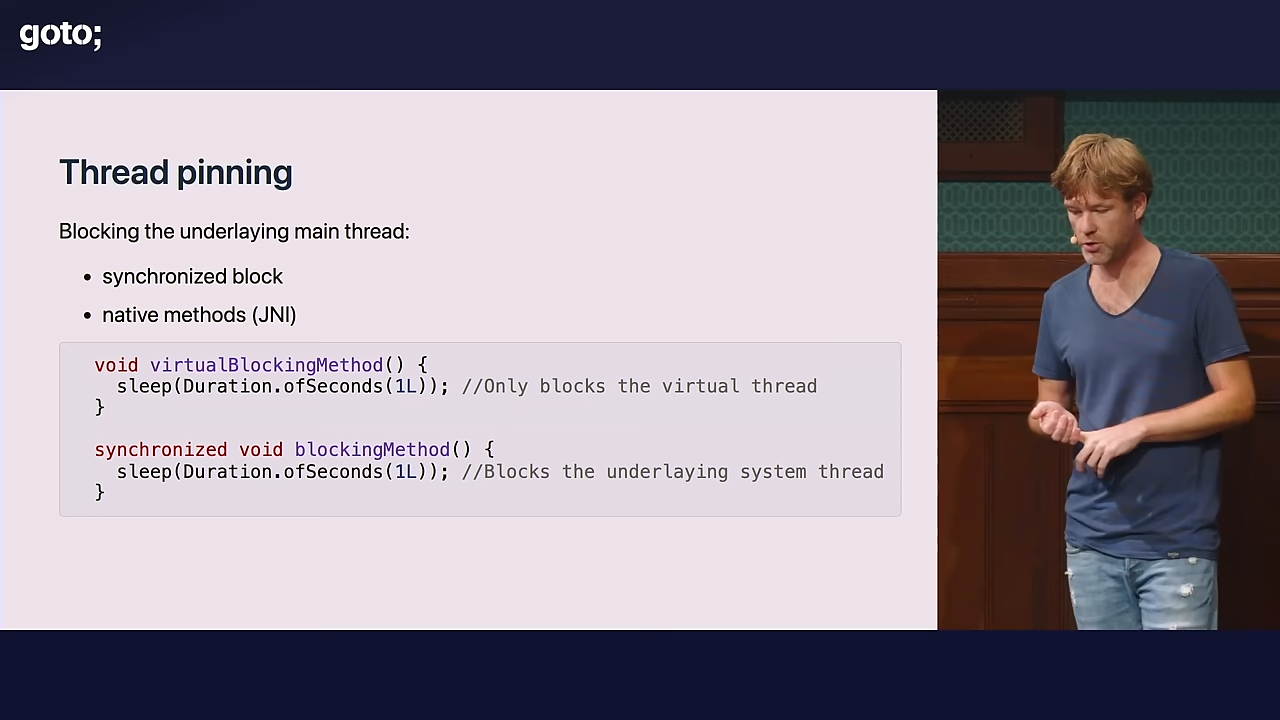 goto;
Thread pinning
Blocking the underlaying main thread:
• synchronized block
• native methods (JNI)
void virtualBlockingMethod() {
  sleep(Duration.ofSeconds(1L)); //Only blocks the virtual thread
}
synchronized void blockingMethod() {
  sleep(Duration.ofSeconds(1L)); //Blocks the underlaying system thread
}